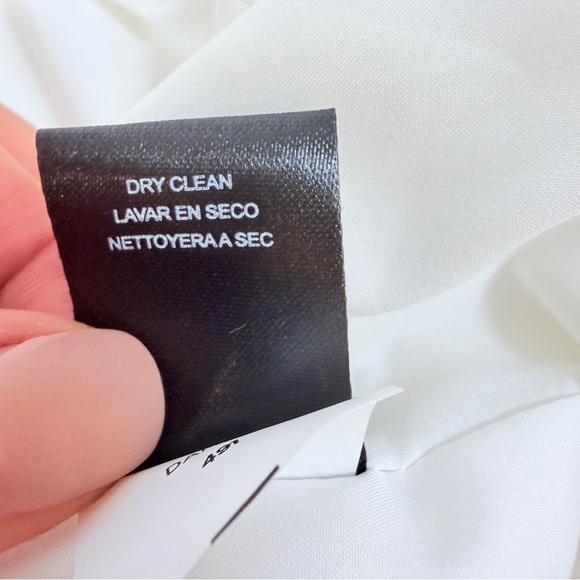 DRY CLEAN
LAVAR EN SECO
NETTOYERA A SEC